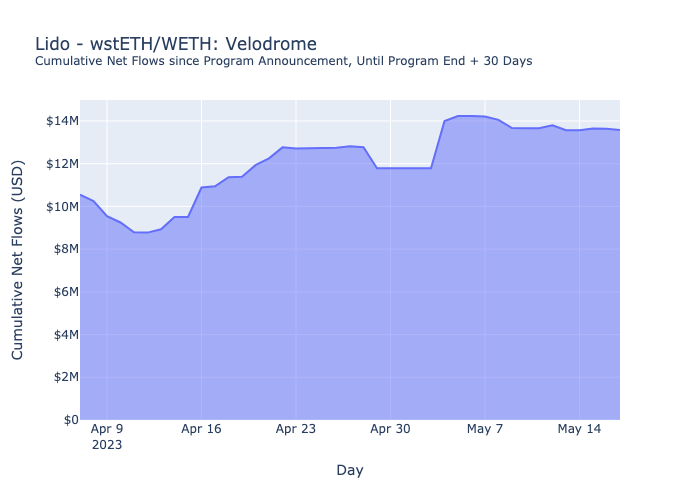 Lido - wstETH/WETH: Velodrome
Cumulative Net Flows since Program Announcement, Until Program End + 30 Days
Cumulative Net Flows (USD)
$14M
$12M
$10M
$8M
$6M
$4M
$2M
$0
Apr 9 Apr 16 Apr 23 Apr 30 May 7 May 14
2023
Day